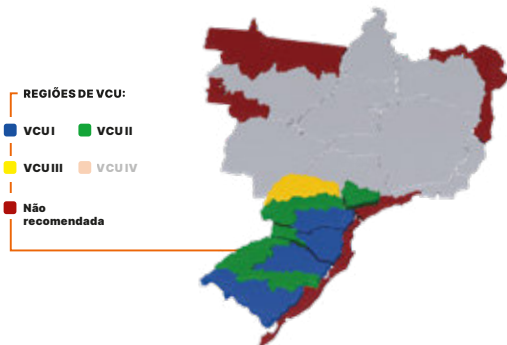 REGIÕES DE VCU:
VCU I VCU II
VCU III VCU IV
Não
recomendada